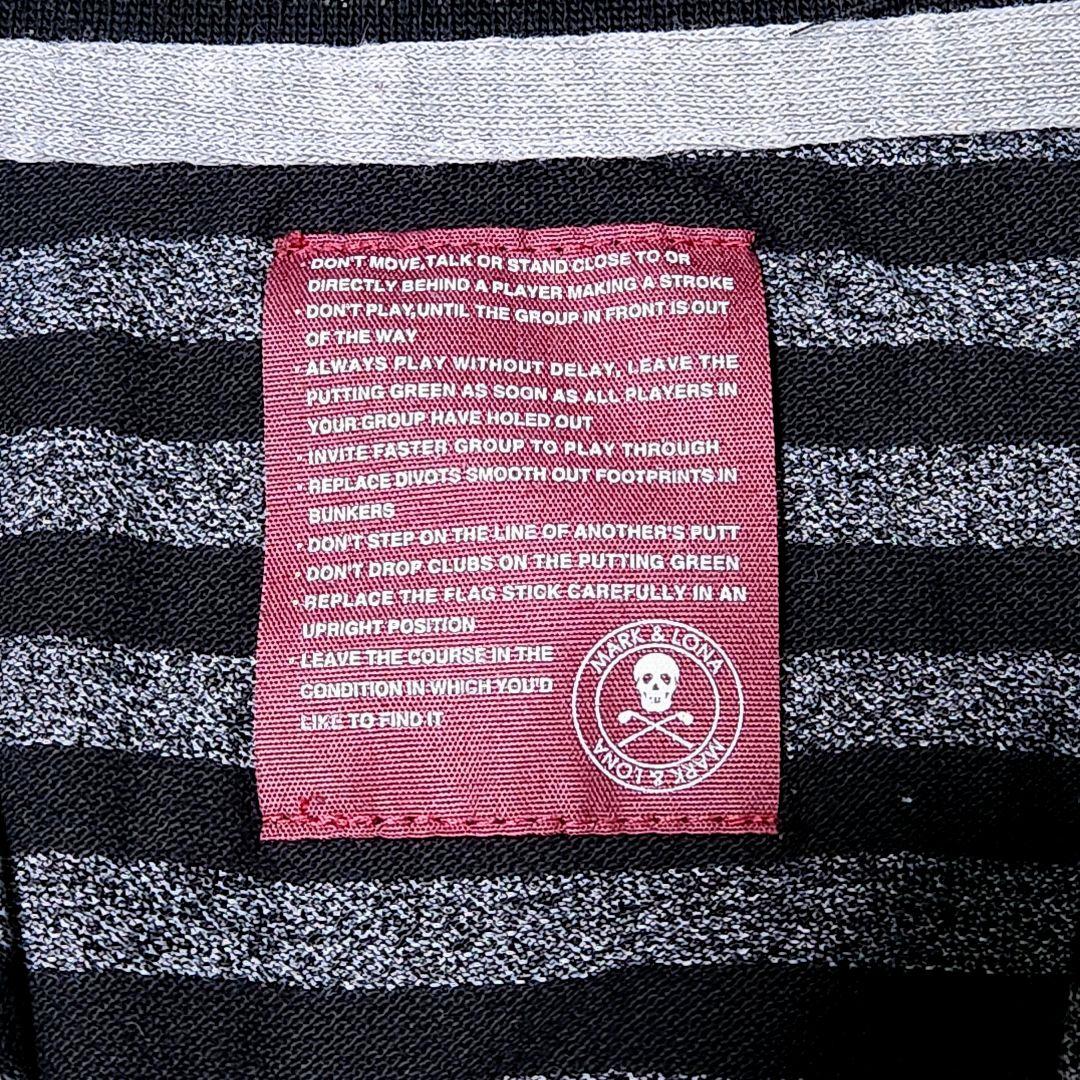 · DON'T MOVE,TALK OR STAND CLOSE TO OR
DIRECTLY BEHIND A PLAYER MAKING A STROKE
· DON'T PLAY,UNTIL THE GROUP IN FRONT IS OUT
OF THE WAY
· ALWAYS PLAY WITHOUT DELAY, LEAVE THE
PUTTING GREEN AS SOON AS ALL PLAYERS IN
YOUR GROUP HAVE HOLED OUT
· INVITE FASTER GROUP TO PLAY THROUGH
· REPLACE DIVOTS SMOOTH OUT FOOTPRINTS IN
BUNKERS
· DON'T STEP ON THE LINE OF ANOTHER'S PUTT
· DON'T DROP CLUBS ON THE PUTTING GREEN
· REPLACE THE FLAG STICK CAREFULLY IN AN
UPRIGHT POSITION
· LEAVE THE COURSE IN THE
CONDITION IN WHICH YOU'D
LIKE TO FIND IT
MARK & LONA
MARK & LONA